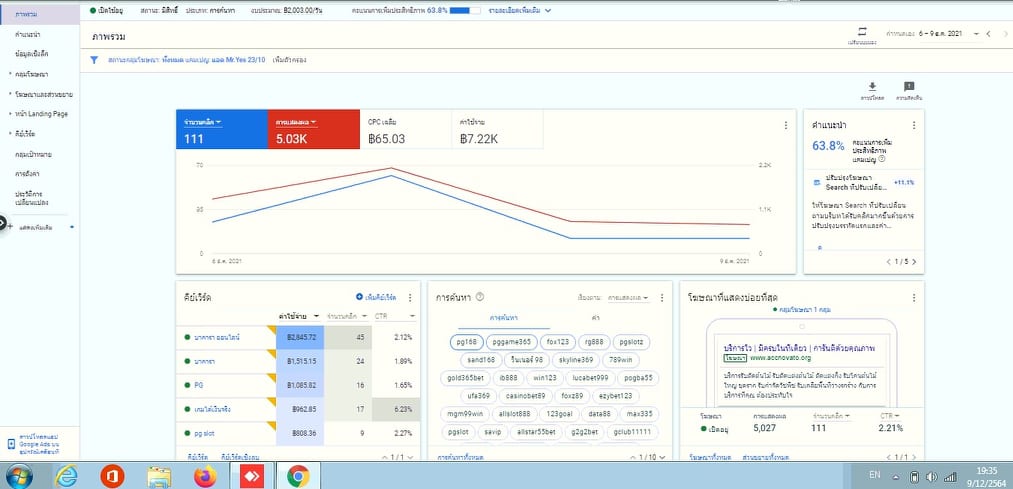 ภาพรวม
คำแนะนำ
ข้อมูลเชิงลึก
กลุ่มโฆษณา
โฆษณาและส่วนขยาย
หน้า Landing Page
คีย์เวิร์ด
กลุ่มเป้าหมาย
การตั้งค่า
ประวัติการเปลี่ยนแปลง
แสดงเพิ่มเติม
ดาวน์โหลดแอป
Google Ads บน
อุปกรณ์เคลื่อนที่
เปิดใช้อยู่ สถานะ: มีสิทธิ์ ประเภท: การค้นหา งบประมาณ: ฿2,003.00/วัน คะแนนการเพิ่มประสิทธิภาพ 63.8% รายละเอียดเพิ่มเติม
ภาพรวม
กำหนดเอง 6 – 9 ธ.ค. 2021
สถานะกลุ่มโฆษณา: ทั้งหมด แคมเปญ: แอด Mr.Yes 23/10 เพิ่มตัวกรอง
ดาวน์โหลด ความคิดเห็น
จำนวนคลิก การแสดงผล CPC เฉลี่ย ค่าใช้จ่าย
111 5.03K ฿65.03 ฿7.22K
70 2.2K
35 1.1K
0 0
6 ธ.ค. 2021 9 ธ.ค. 2021
คำแนะนำ
63.8% คะแนนการเพิ่ม
ประสิทธิภาพ
แคมเปญ
ปรับปรุงโฆษณา
Search ที่ปรับเปลี่ย... +11.1%
ให้โฆษณา Search ที่ปรับเปลี่ยน
ตามบริบทได้รับคลิกมากขึ้นด้วยการ
ปรับปรุงบรรทัดแรกและคำ...
1 / 5
คีย์เวิร์ด
เพิ่มคีย์เวิร์ด
ค่าใช้จ่าย จำนวนคลิก CTR
บาคารา ออนไลน์ ฿2,845.72 45 2.12%
บาคารา ฿1,515.15 24 1.89%
PG ฿1,085.82 16 1.65%
เกมได้เงินจริง ฿962.85 17 6.23%
pg slot ฿808.36 9 2.27%
คีย์เวิร์ด คีย์เวิร์ดเชิงลบ 1 / 1
การค้นหา
เรียงตาม: การแสดงผล
การค้นหา คำ
pg168 pggame365 fox123 rg888 pgslotz
sand168 วินเนอร์ 98 skyline369 789win
gold365bet ib888 win123 lucabet999 pogba55
ufa369 casinobet89 foxz89 ezybet123
mgm99win allslot888 123goal data88 max335
pgslot savip allstar55bet g2g2bet gclub11111
การค้นหาทั้งหมด 1 / 10
โฆษณาที่แสดงบ่อยที่สุด
กลุ่มโฆษณา 1 กลุ่ม
บริการไว | มีครบในที่เดียว | การันตีด้วยคุณภาพ
โฆษณา www.accnovato.org
บริการรับตัดต้นไม้ รับตัดแต่งต้นไม้ ตัดแต่งกิ่ง รับโค่นต้นไม้
ใหญ่ ขุดราก รับกำจัดวัชพืช รับเคลียพื้นที่วางรกร้าง กับการ
บริการที่คุณ ต้องประทับใจ
โฆษณา การแสดงผล จำนวนคลิก CTR
เปิดอยู่ 5,027 111 2.21%
โฆษณาทั้งหมด ส่วนขยายทั้งหมด 1 / 1
EN
19:35
9/12/2564